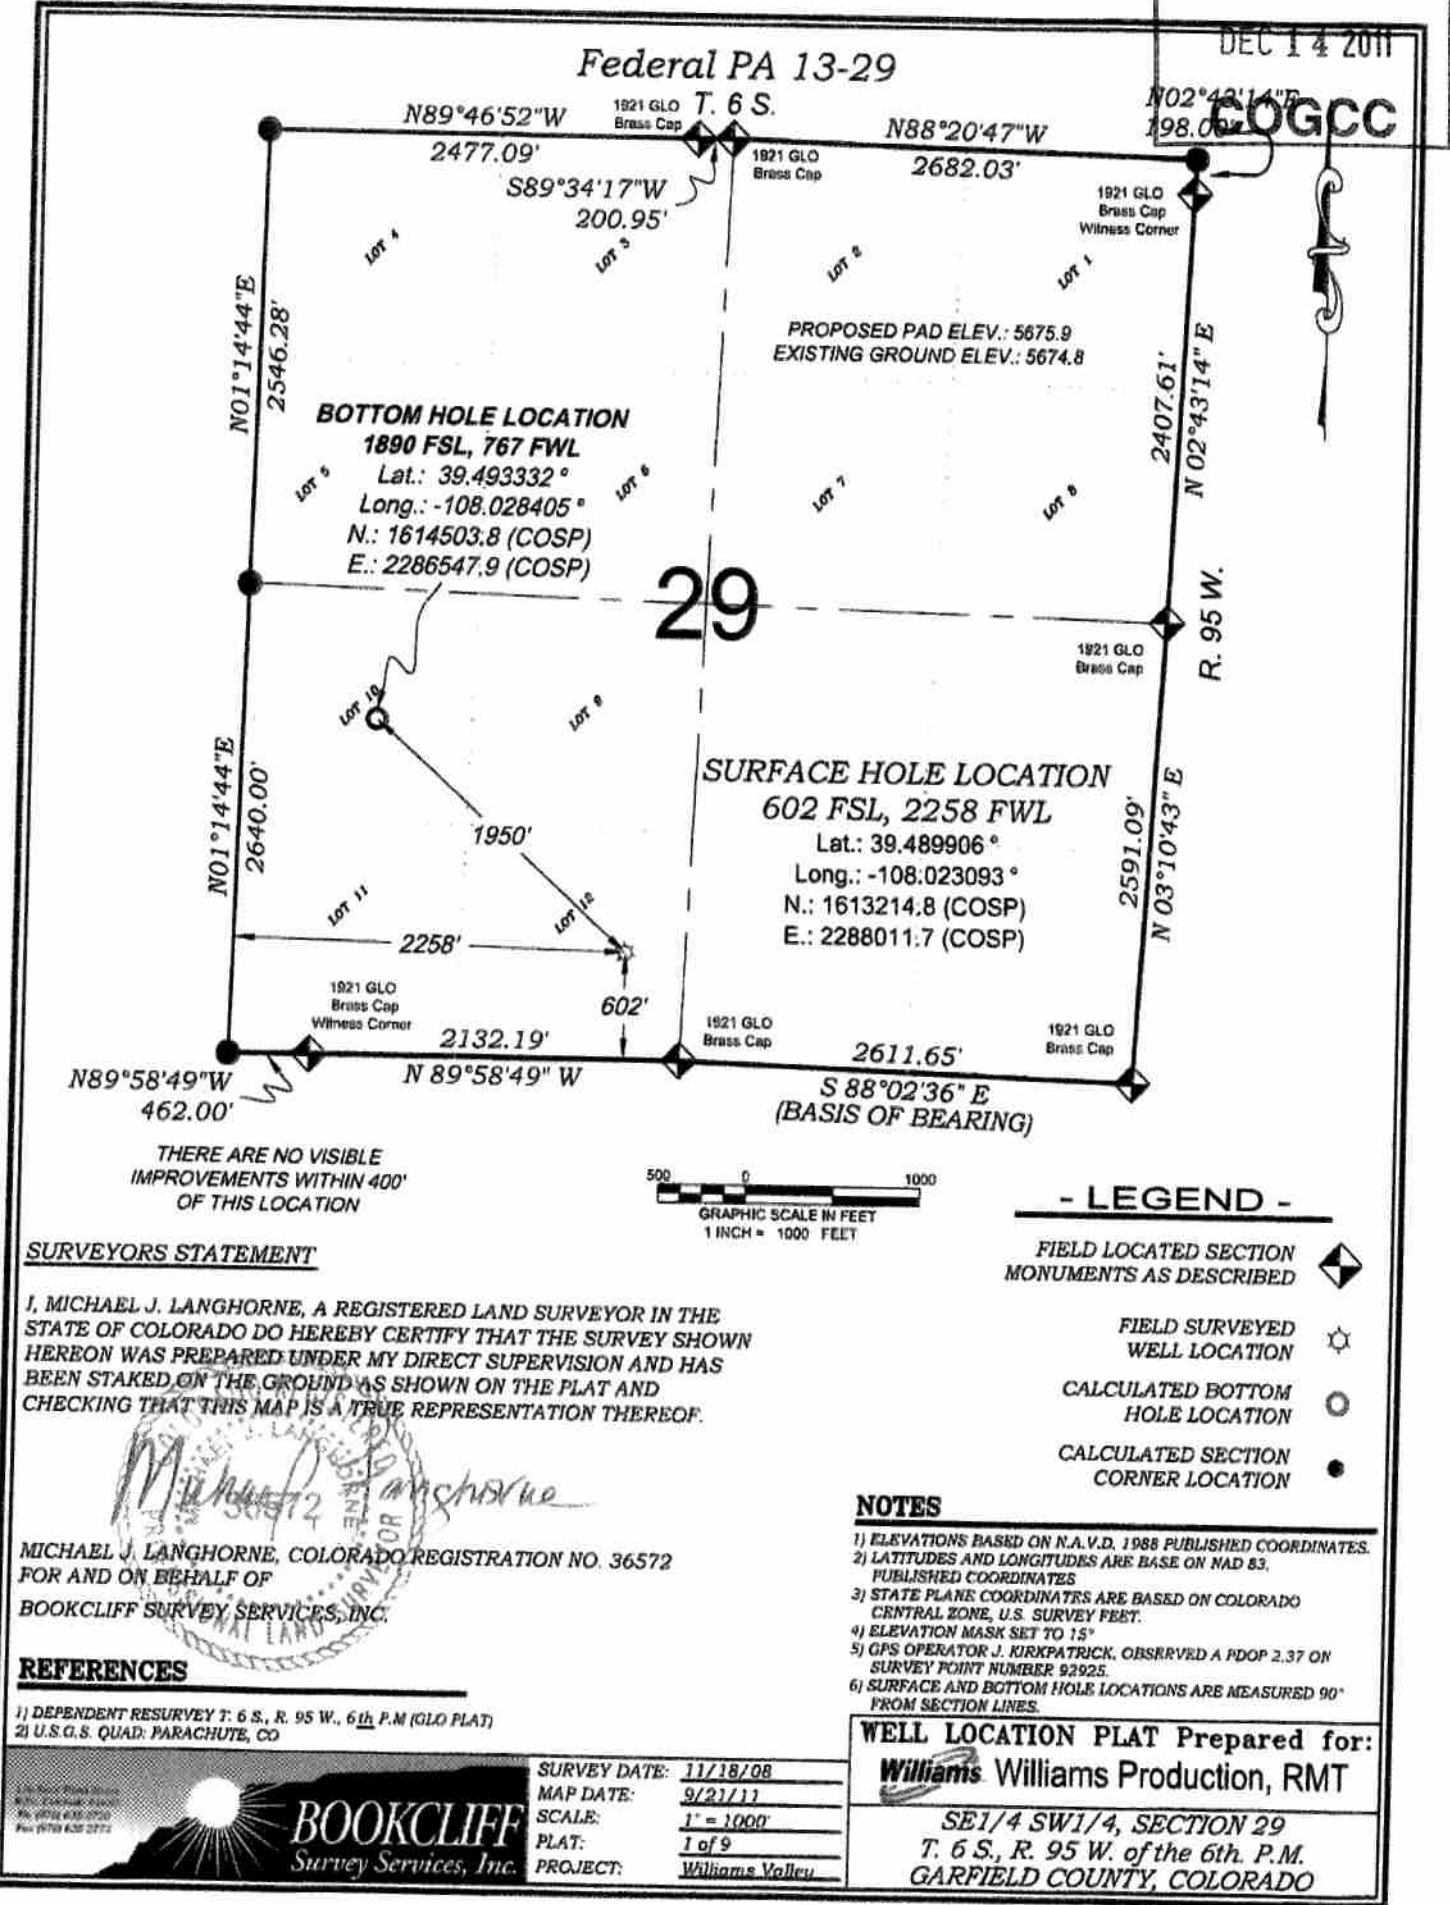 DEC 14 2011
COGCC
Federal PA 13-29
T. 6 S.
N89°46'52"W
2477.09'
1921 GLO
Brass Cap
S89°34'17"W
200.95'
1921 GLO
Brass Cap
N88°20'47"W
2682.03'
N02°43'14"E
1921 GLO
Brass Cap
Witness Corner
LOT 4
LOT 3
LOT 2
LOT 1
PROPOSED PAD ELEV.: 5675.9
EXISTING GROUND ELEV.: 5674.8
N01°14'44"E
2546.28'
2407.61'
N 02°43'14" E
BOTTOM HOLE LOCATION
1890 FSL, 767 FWL
Lat.: 39.493332°
Long.: -108.028405°
N.: 1614503.8 (COSP)
E.: 2286547.9 (COSP)
LOT 5
LOT 6
LOT 7
LOT 8
29
R. 95 W.
1921 GLO
Brass Cap
LOT 10
LOT 9
SURFACE HOLE LOCATION
602 FSL, 2258 FWL
Lat.: 39.489906°
Long.: -108.023093°
N.: 1613214.8 (COSP)
E.: 2288011.7 (COSP)
N01°14'44"E
2640.00'
1950'
2591.09'
N 03°10'43" E
LOT 11
LOT 12
2258'
602'
1921 GLO
Brass Cap
Witness Corner
2132.19'
N 89°58'49" W
1921 GLO
Brass Cap
2611.65'
S 88°02'36" E
(BASIS OF BEARING)
1921 GLO
Brass Cap
N89°58'49"W
462.00'
THERE ARE NO VISIBLE
IMPROVEMENTS WITHIN 400'
OF THIS LOCATION
500 0 1000
GRAPHIC SCALE IN FEET
1 INCH = 1000 FEET
- LEGEND -
FIELD LOCATED SECTION
MONUMENTS AS DESCRIBED
FIELD SURVEYED
WELL LOCATION
CALCULATED BOTTOM
HOLE LOCATION
CALCULATED SECTION
CORNER LOCATION
SURVEYORS STATEMENT
I, MICHAEL J. LANGHORNE, A REGISTERED LAND SURVEYOR IN THE
STATE OF COLORADO DO HEREBY CERTIFY THAT THE SURVEY SHOWN
HEREON WAS PREPARED UNDER MY DIRECT SUPERVISION AND HAS
BEEN STAKED ON THE GROUND AS SHOWN ON THE PLAT AND
CHECKING THAT THIS MAP IS A TRUE REPRESENTATION THEREOF.
Michael J Langhorne
36572
MICHAEL J. LANGHORNE, COLORADO REGISTRATION NO. 36572
FOR AND ON BEHALF OF
BOOKCLIFF SURVEY SERVICES, INC.
NOTES
1) ELEVATIONS BASED ON N.A.V.D. 1988 PUBLISHED COORDINATES.
2) LATITUDES AND LONGITUDES ARE BASE ON NAD 83,
PUBLISHED COORDINATES
3) STATE PLANE COORDINATES ARE BASED ON COLORADO
CENTRAL ZONE, U.S. SURVEY FEET.
4) ELEVATION MASK SET TO 15°
5) GPS OPERATOR J. KIRKPATRICK, OBSERVED A PDOP 2.37 ON
SURVEY POINT NUMBER 92925.
6) SURFACE AND BOTTOM HOLE LOCATIONS ARE MEASURED 90°
FROM SECTION LINES.
REFERENCES
1) DEPENDENT RESURVEY T. 6 S., R. 95 W., 6th P.M (GLO PLAT)
2) U.S.G.S. QUAD: PARACHUTE, CO
BOOKCLIFF
Survey Services, Inc.
SURVEY DATE: 11/18/08
MAP DATE: 9/21/11
SCALE: 1" = 1000'
PLAT: 1 of 9
PROJECT: Williams Valley
WELL LOCATION PLAT Prepared for:
Williams Williams Production, RMT
SE1/4 SW1/4, SECTION 29
T. 6 S., R. 95 W. of the 6th. P.M.
GARFIELD COUNTY, COLORADO